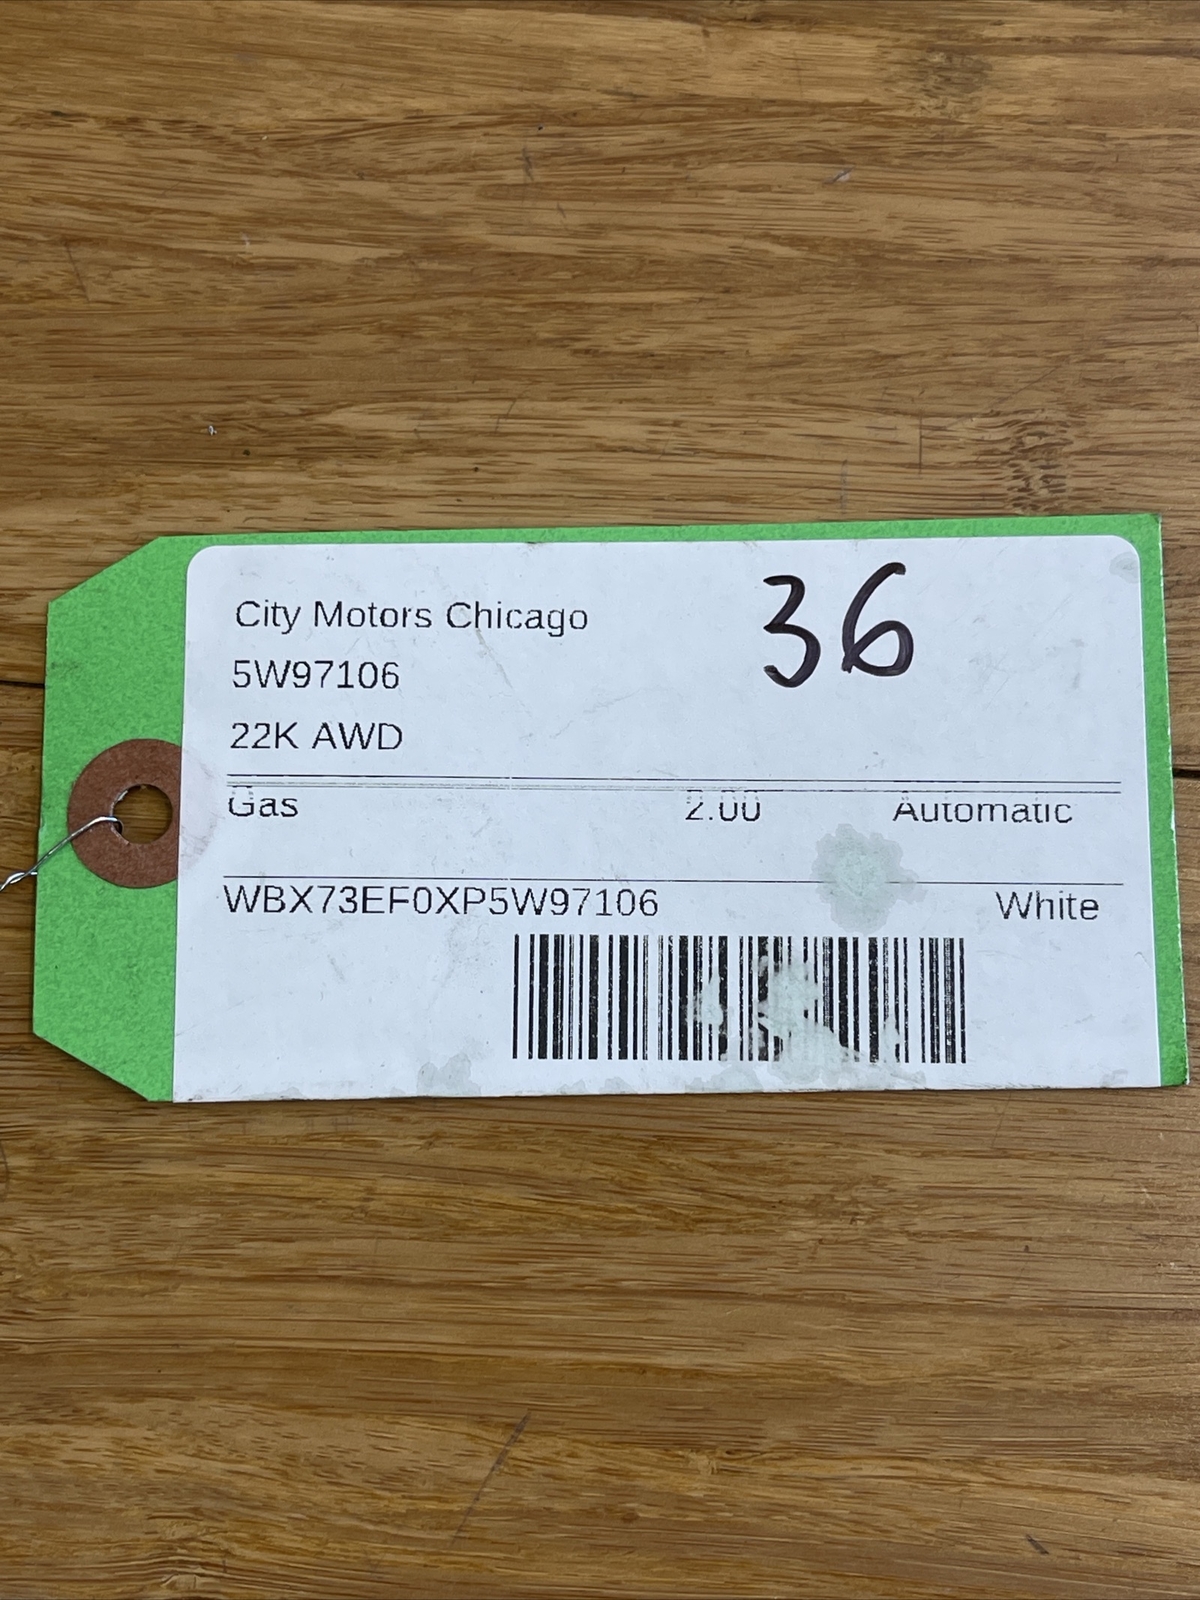 City Motors Chicago
36
5W97106
22K AWD
Gas 2.00 Automatic
WBX73EF0XP5W97106 White